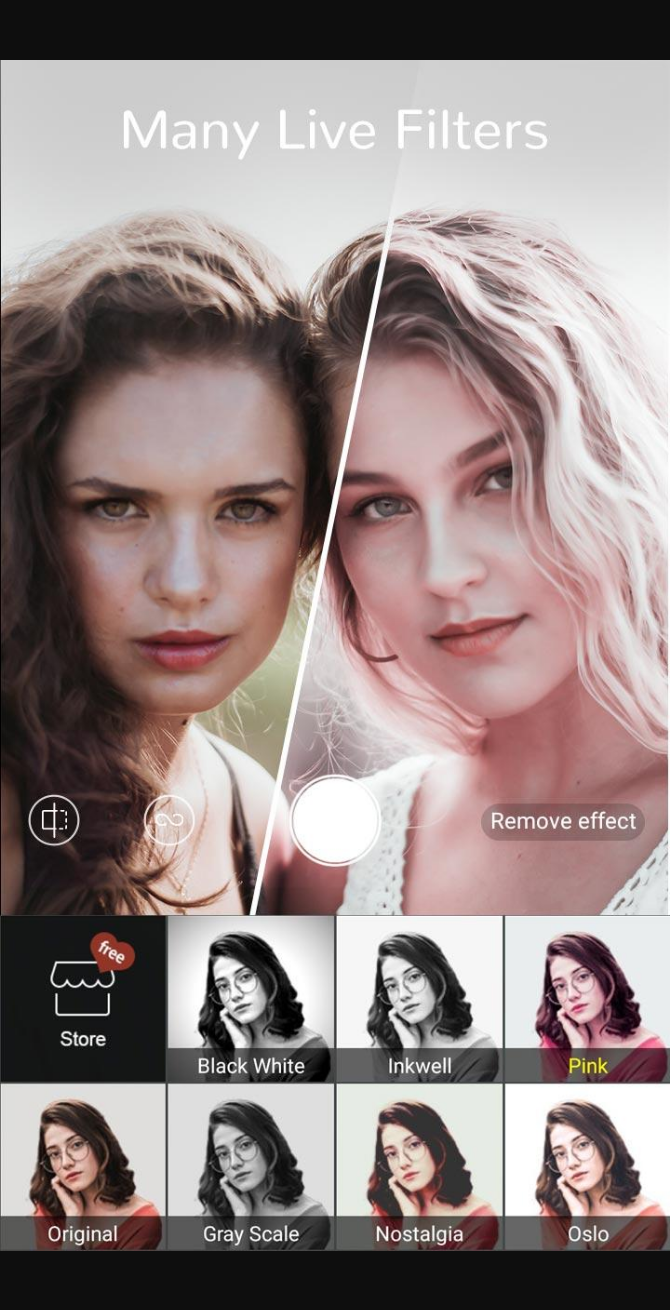 Many Live Filters
Remove effect
free
Store
Black White
Inkwell
Pink
Original
Gray Scale
Nostalgia
Oslo